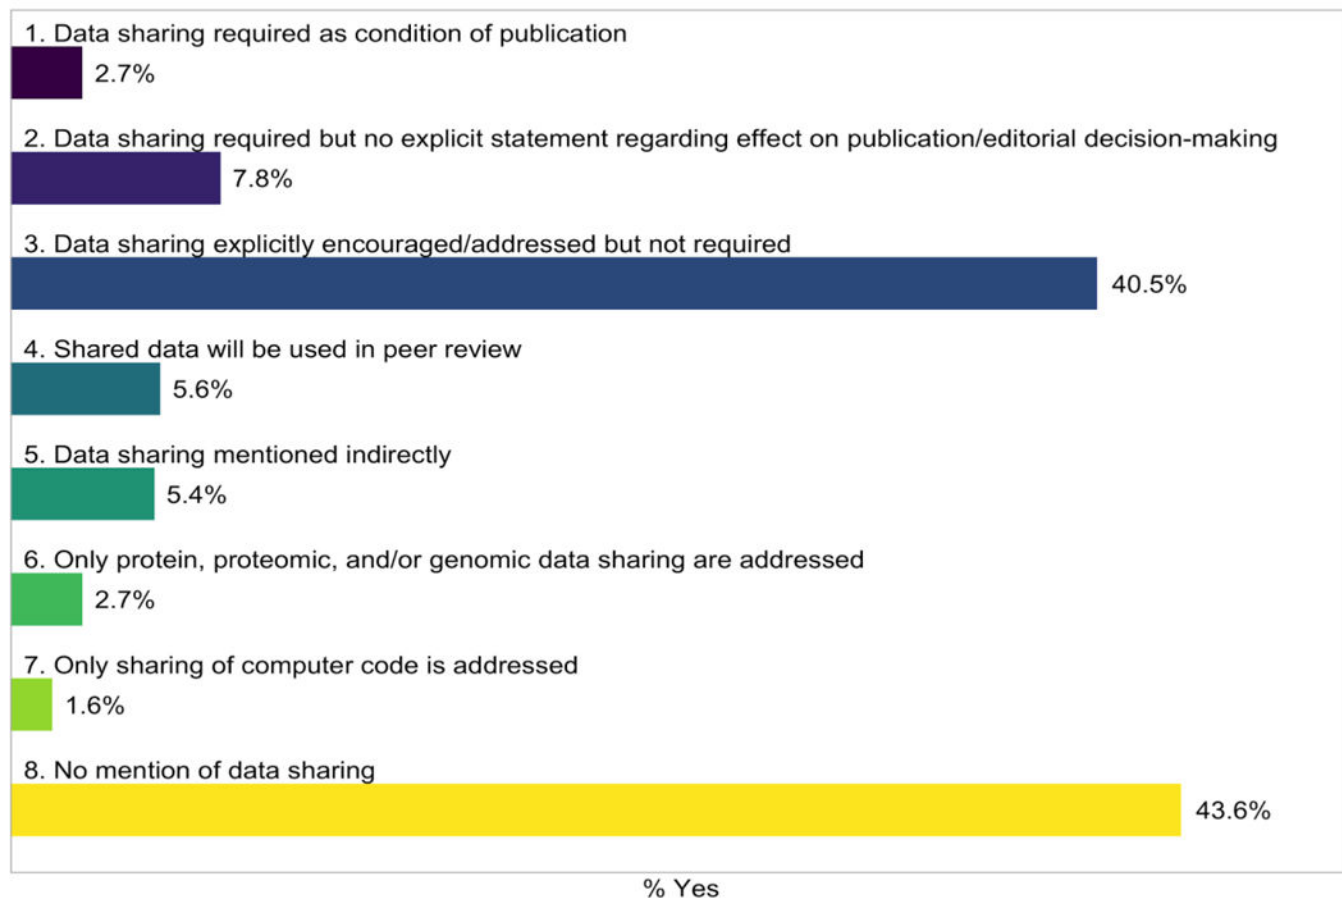 1. Data sharing required as condition of publication
2.7%
2. Data sharing required but no explicit statement regarding effect on publication/editorial decision-making
7.8%
3. Data sharing explicitly encouraged/addressed but not required
40.5%
4. Shared data will be used in peer review
5.6%
5. Data sharing mentioned indirectly
5.4%
6. Only protein, proteomic, and/or genomic data sharing are addressed
2.7%
7. Only sharing of computer code is addressed
1.6%
8. No mention of data sharing
43.6%
% Yes